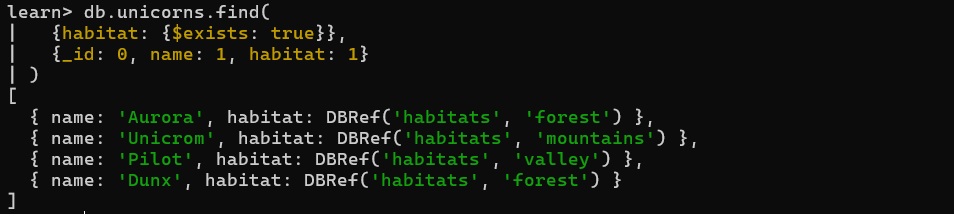 learn> db.unicorns.find(
|   {habitat: {$exists: true}},
|   {_id: 0, name: 1, habitat: 1}
| )
[
  { name: 'Aurora', habitat: DBRef('habitats', 'forest') },
  { name: 'Unicrom', habitat: DBRef('habitats', 'mountains') },
  { name: 'Pilot', habitat: DBRef('habitats', 'valley') },
  { name: 'Dunx', habitat: DBRef('habitats', 'forest') }
]